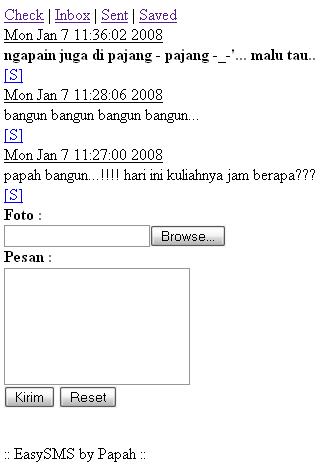 Check | Inbox | Sent | Saved
Mon Jan 7 11:36:02 2008
ngapain juga di pajang - pajang -_-'... malu tau..
[S]
Mon Jan 7 11:28:06 2008
bangun bangun bangun bangun...
[S]
Mon Jan 7 11:27:00 2008
papah bangun...!!!! hari ini kuliahnya jam berapa???
[S]
Foto :
Browse...
Pesan :
Kirim Reset
:: EasySMS by Papah ::